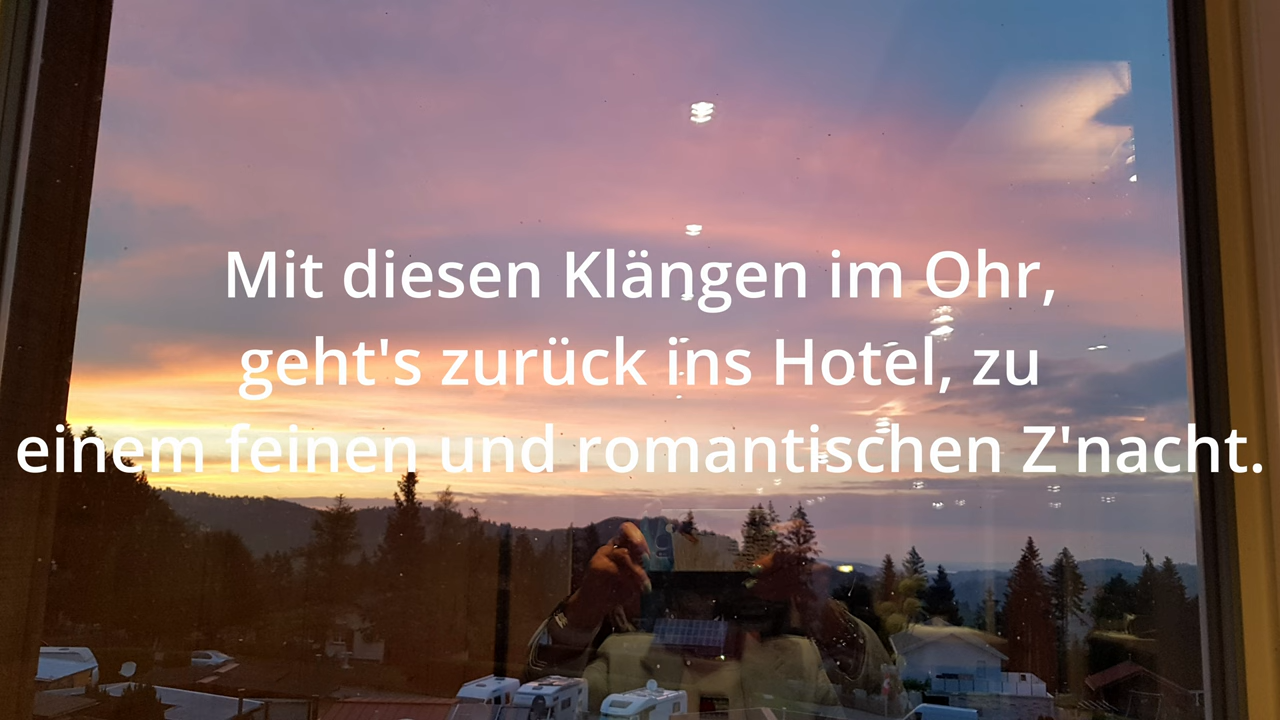 Mit diesen Klängen im Ohr,
geht's zurück ins Hotel, zu
einem feinen und romantischen Z'nacht.